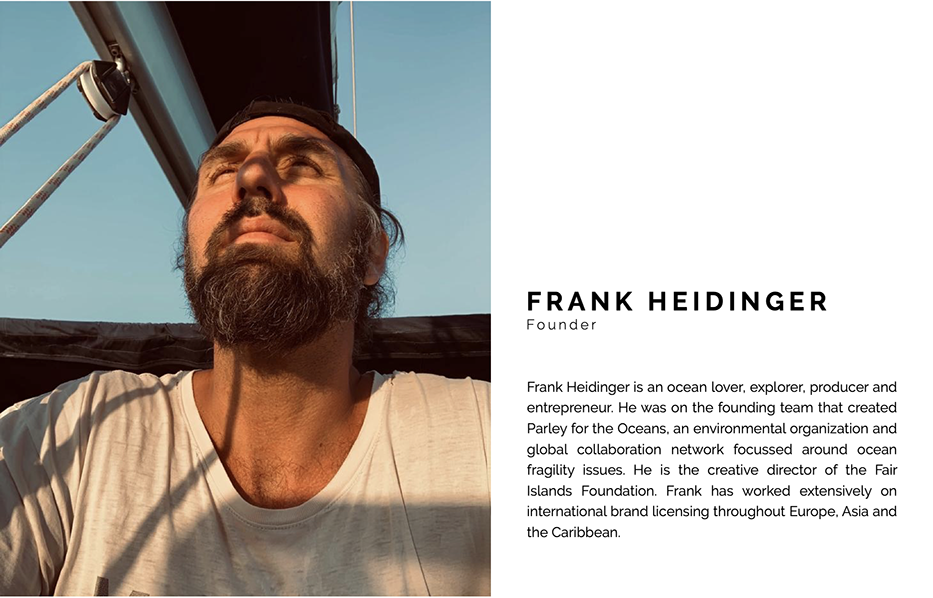 FRANK HEIDINGER
Founder
Frank Heidinger is an ocean lover, explorer, producer and
entrepreneur. He was on the founding team that created
Parley for the Oceans, an environmental organization and
global collaboration network focussed around ocean
fragility issues. He is the creative director of the Fair
Islands Foundation. Frank has worked extensively on
international brand licensing throughout Europe, Asia and
the Caribbean.